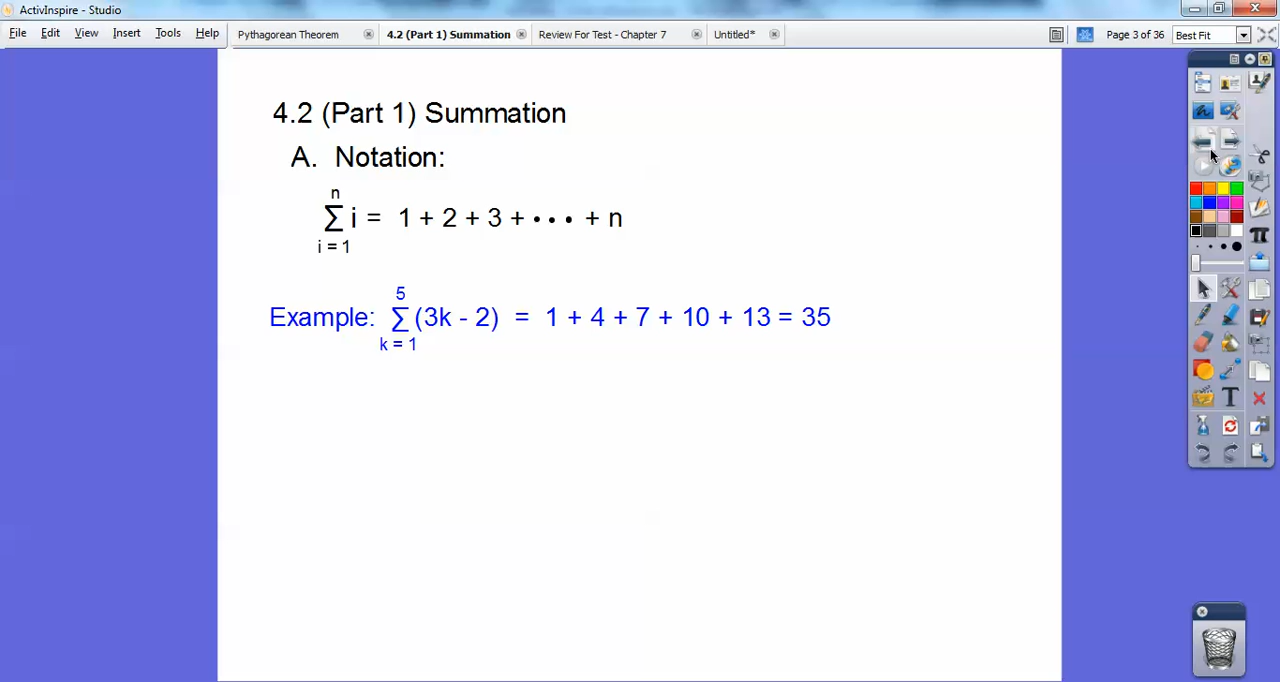 ActivInspire - Studio
File Edit View Insert Tools Help
Pythagorean Theorem 4.2 (Part 1) Summation Review For Test - Chapter 7 Untitled* Page 3 of 36 Best Fit
4.2 (Part 1) Summation
A. Notation:
n
Σ i = 1 + 2 + 3 + • • • + n
i = 1
5
Example: Σ (3k - 2) = 1 + 4 + 7 + 10 + 13 = 35
k = 1